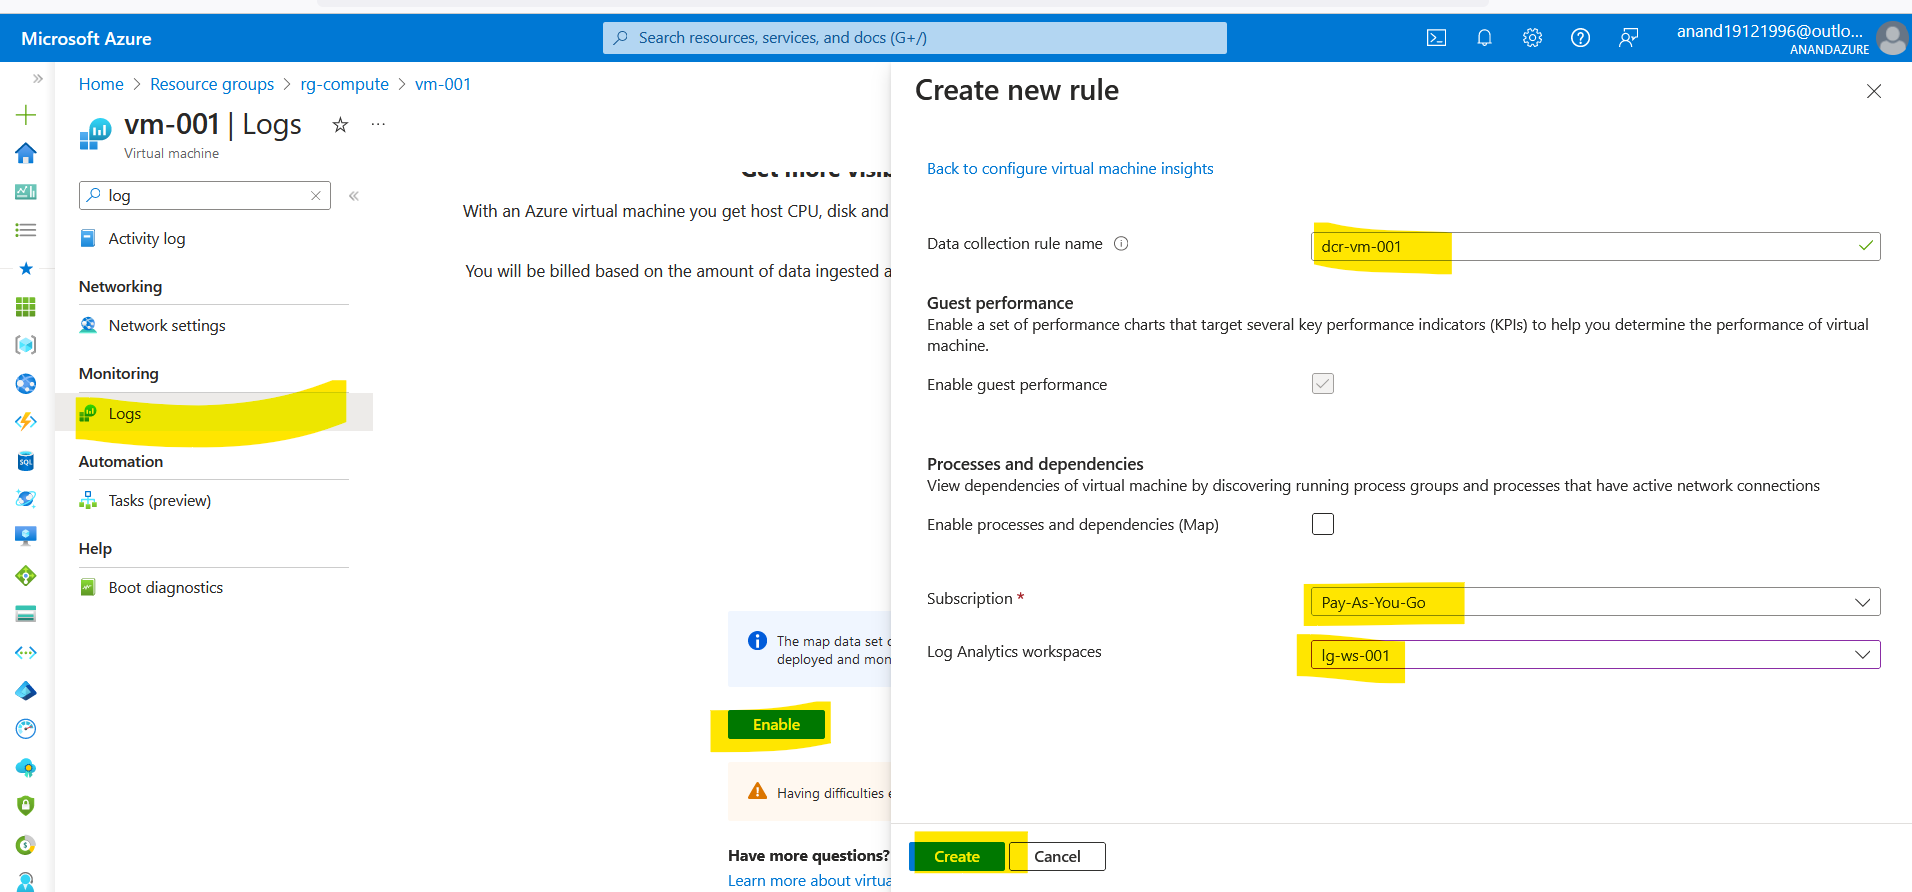 Microsoft Azure
Search resources, services, and docs (G+/)
anand19121996@outlo...
ANANDAZURE
Home > Resource groups > rg-compute > vm-001
vm-001 | Logs
Virtual machine
log
Activity log
Networking
Network settings
Monitoring
Logs
Automation
Tasks (preview)
Help
Boot diagnostics
Get more
With an Azure virtual machine you get host CPU, disk and
You will be billed based on the amount of data ingested a
The map data set
deployed and mon
Enable
Having difficulties
Have more questions?
Learn more about virtua
Create new rule
Back to configure virtual machine insights
Data collection rule name
dcr-vm-001
Guest performance
Enable a set of performance charts that target several key performance indicators (KPIs) to help you determine the performance of virtual
machine.
Enable guest performance
Processes and dependencies
View dependencies of virtual machine by discovering running process groups and processes that have active network connections
Enable processes and dependencies (Map)
Subscription *
Pay-As-You-Go
Log Analytics workspaces
lg-ws-001
Create
Cancel
SQL